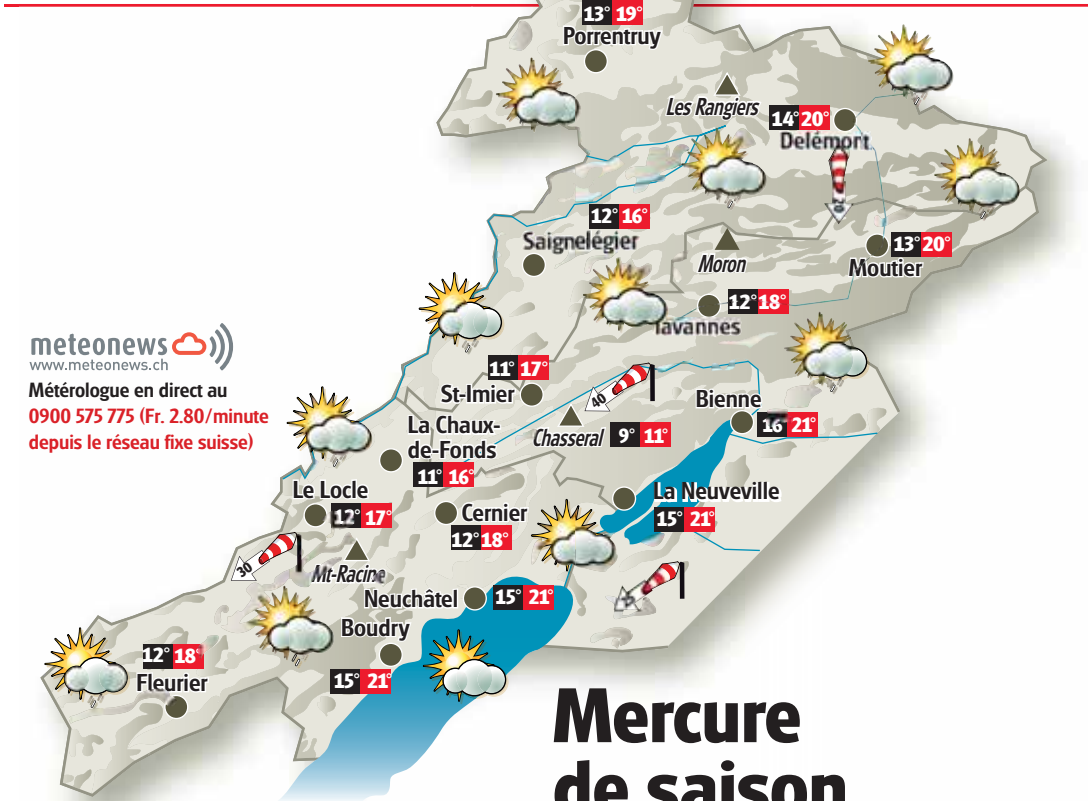 13° 19°
Porrentruy
Les Rangiers
14° 20°
Delémont
12° 16°
Saignelégier
Moron
13° 20°
Moutier
12° 18°
Tavannes
meteonews
www.meteonews.ch
Météorologue en direct au
0900 575 775 (Fr. 2.80/minute
depuis le réseau fixe suisse)
11° 17°
St-Imier
40
Chasseral 9° 11°
Bienne
16 21°
La Chaux-
de-Fonds
11° 16°
Le Locle
12° 17°
Cernier
12° 18°
La Neuveville
15° 21°
30
Mt-Racine
Neuchâtel 15° 21°
Boudry
15° 21°
12° 18°
Fleurier
Mercure
de saison